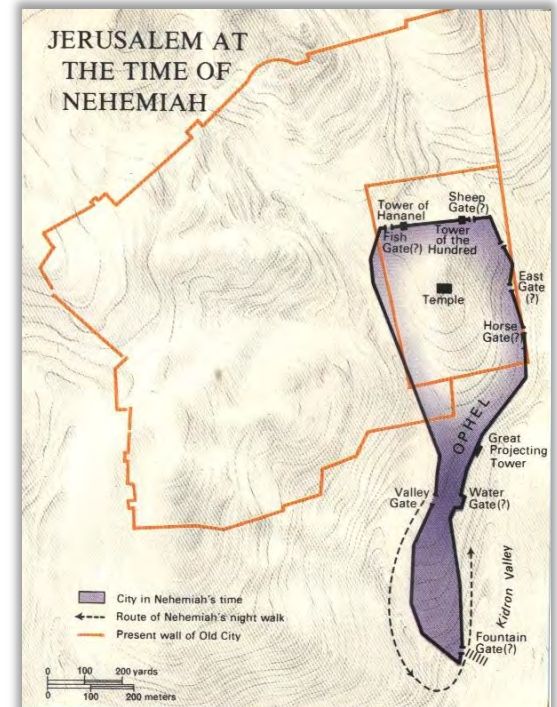 JERUSALEM AT
THE TIME OF
NEHEMIAH
Tower of
Hananel
Fish
Gate(?)
Sheep
Gate(?)
Tower
of the
Hundred
East
Gate
(?)
Temple
Horse
Gate(?)
OPHEL
Great
Projecting
Tower
Valley
Gate
Water
Gate(?)
Kidron Valley
Fountain
Gate(?)
City in Nehemiah's time
Route of Nehemiah's night walk
Present wall of Old City
0 100 200 yards
0 100 200 meters